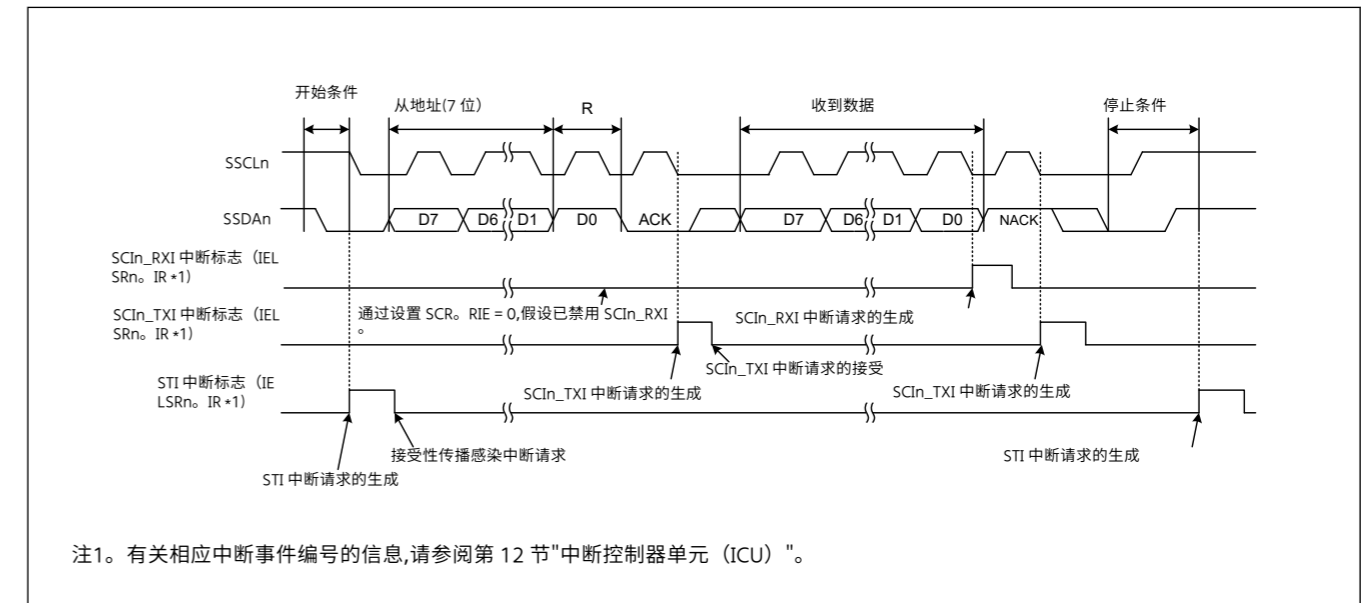 开始条件
从地址(7 位）
R
收到数据
停止条件
SSCLn
SSDAn
D7
D6
D1
D0
ACK
D7
D6
D1
D0
NACK
SCIn_RXI 中断标志（IEL
SRn。IR *1）
通过设置 SCR。RIE = 0,假设已禁用 SCIn_RXI
。
SCIn_RXI 中断请求的生成
SCIn_TXI 中断标志（IEL
SRn。IR *1）
SCIn_TXI 中断请求的接受
SCIn_TXI 中断请求的生成
SCIn_TXI 中断请求的生成
STI 中断标志（IE
LSRn。IR *1）
接受性传播感染中断请求
STI 中断请求的生成
STI 中断请求的生成
注1。有关相应中断事件编号的信息,请参阅第 12 节"中断控制器单元（ICU）"。